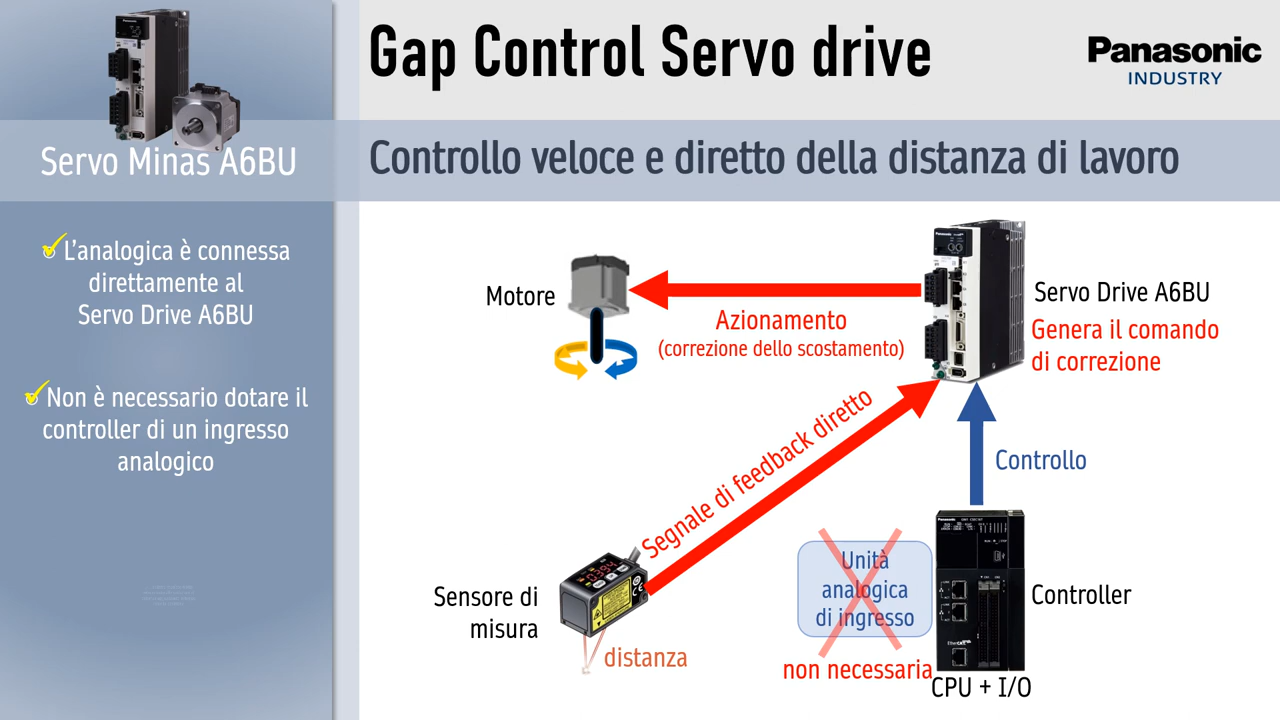 Gap Control Servo drive
Panasonic
INDUSTRY
Servo Minas A6BU
Controllo veloce e diretto della distanza di lavoro
L'analogica è connessa
direttamente al
Servo Drive A6BU
Non è necessario dotare il
controller di un ingresso
analogico
Motore
Azionamento
(correzione dello scostamento)
Servo Drive A6BU
Genera il comando
di correzione
Segnale di feedback diretto
Controllo
Sensore di
misura
distanza
Unità
analogica
di ingresso
non necessaria
Controller
CPU + I/O